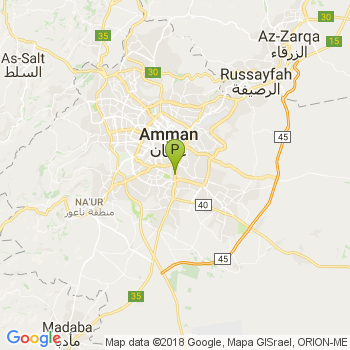 Az-Zarqa
الزرقاء
35
As-Salt
السلط
30
30
15
Russayfah
الرصيفة
Amman
عمان
P
45
NA'UR
منطقة ناعور
40
45
35
Madaba
مادبا
Map data ©2018 Google, Mapa GISrael, ORION-ME